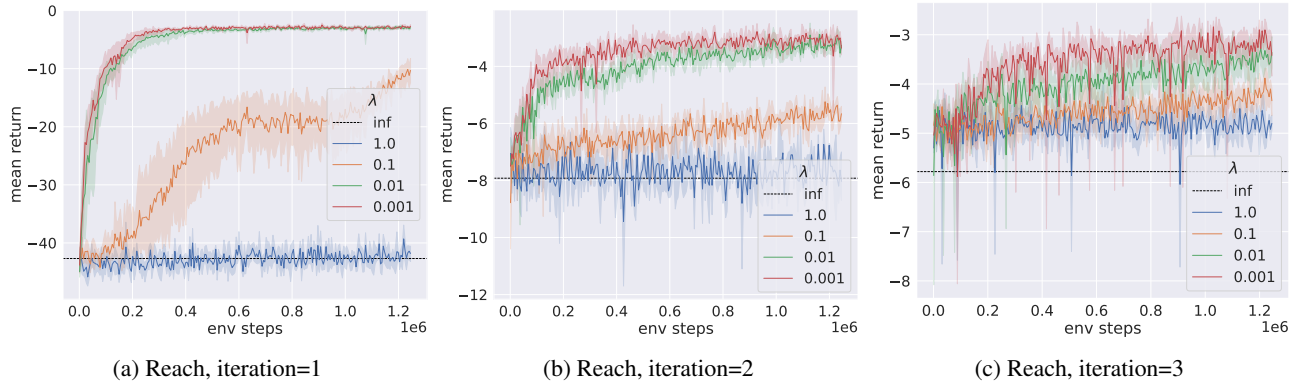 0
−10
−20
−30
−40
mean return
λ
inf
1.0
0.1
0.01
0.001
0.0 0.2 0.4 0.6 0.8 1.0 1.2
1e6
env steps
(a) Reach, iteration=1
−4
−6
−8
−10
−12
mean return
λ
inf
1.0
0.1
0.01
0.001
0.0 0.2 0.4 0.6 0.8 1.0 1.2
1e6
env steps
(b) Reach, iteration=2
−3
−4
−5
−6
−7
−8
mean return
λ
inf
1.0
0.1
0.01
0.001
0.0 0.2 0.4 0.6 0.8 1.0 1.2
1e6
env steps
(c) Reach, iteration=3